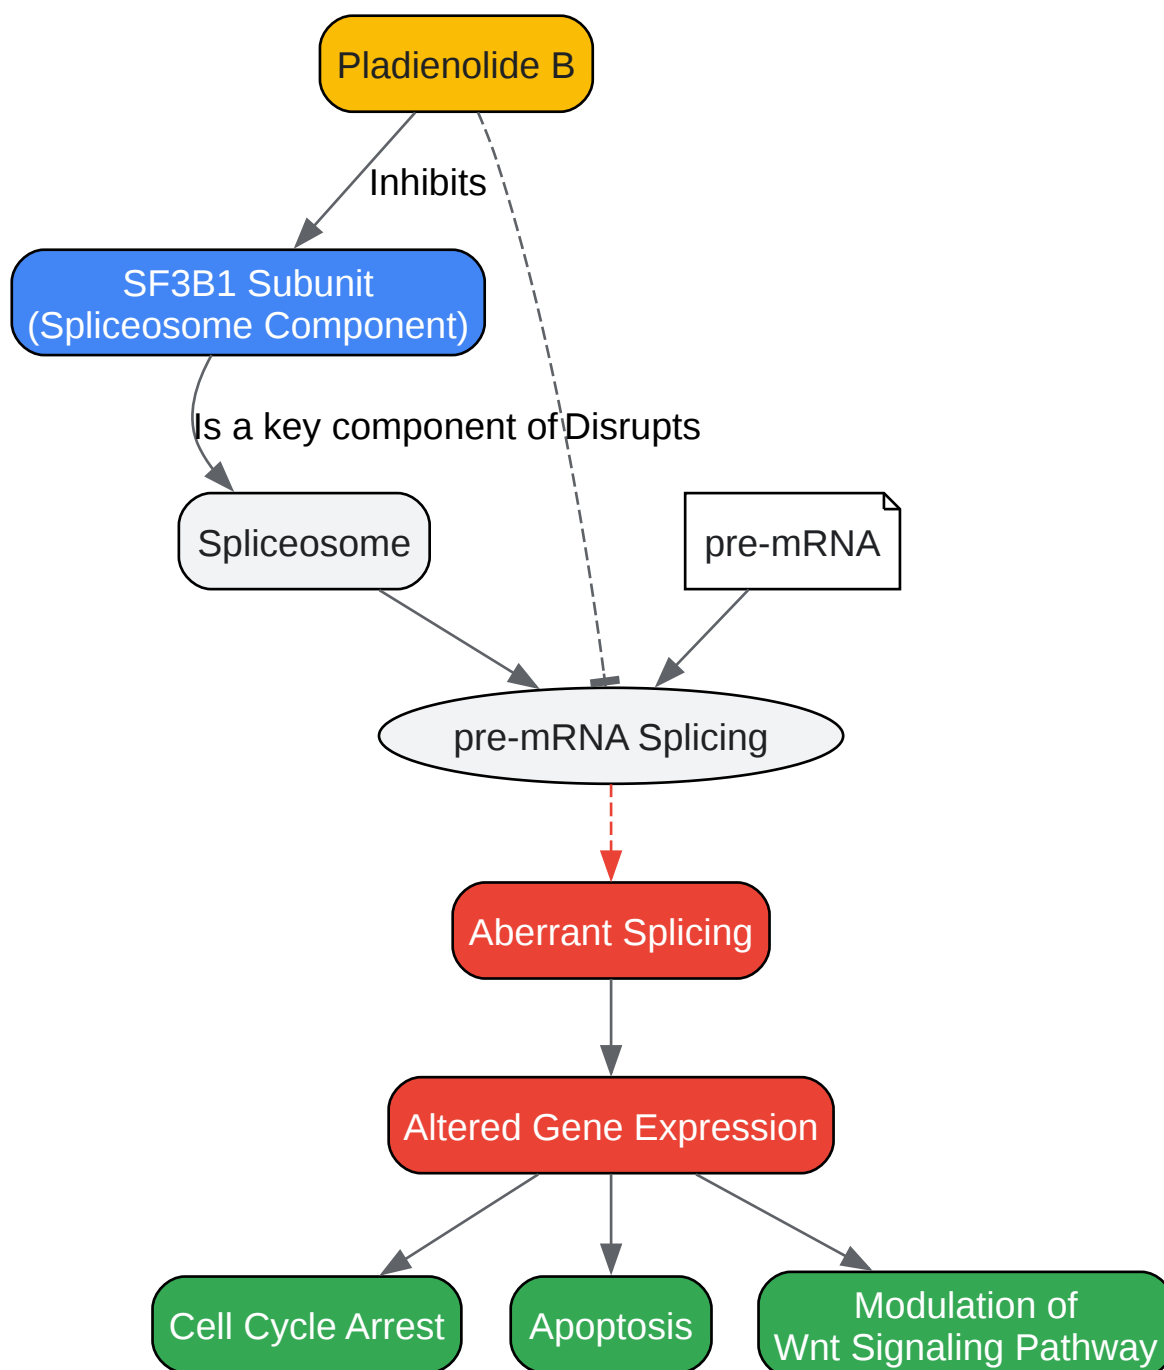 Pladienolide B
Inhibits
SF3B1 Subunit
(Spliceosome Component)
Is a key component of
Disrupts
Spliceosome
pre-mRNA
pre-mRNA Splicing
Aberrant Splicing
Altered Gene Expression
Cell Cycle Arrest
Apoptosis
Modulation of
Wnt Signaling Pathway